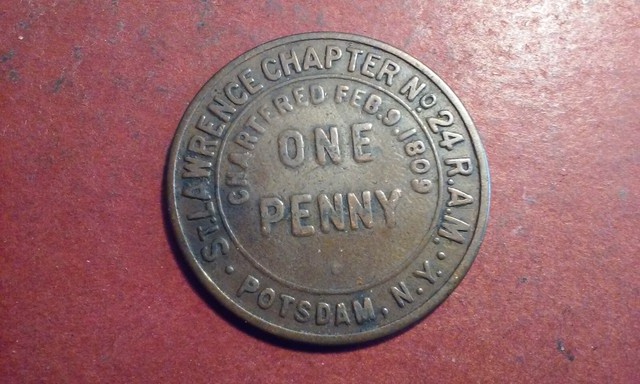 ST. LAWRENCE CHAPTER No 24 R.A.M.
POTSDAM, N.Y.
CHARTERED FEB. 9. 1809
ONE
PENNY